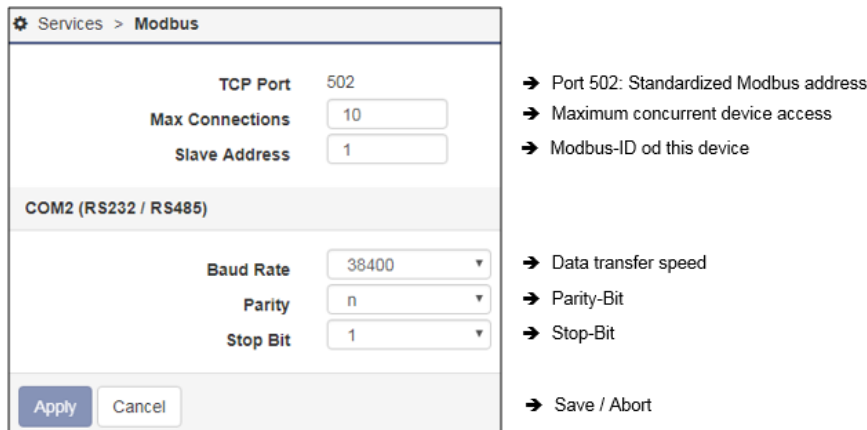 Services > Modbus
TCP Port 502 ➔ Port 502: Standardized Modbus address
Max Connections 10 ➔ Maximum concurrent device access
Slave Address 1 ➔ Modbus-ID od this device
COM2 (RS232 / RS485)
Baud Rate 38400 ➔ Data transfer speed
Parity n ➔ Parity-Bit
Stop Bit 1 ➔ Stop-Bit
Apply Cancel ➔ Save / Abort